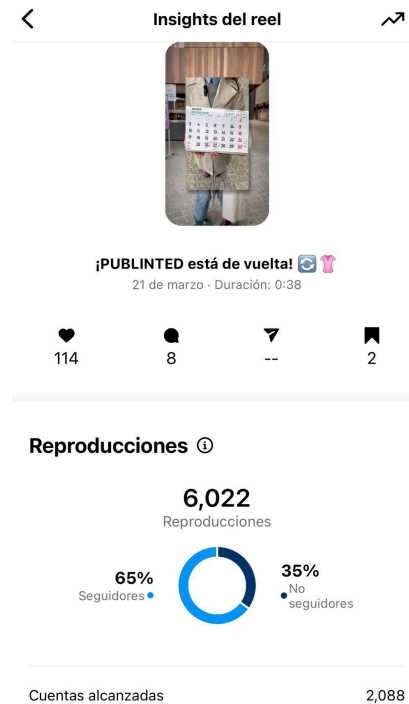 Insights del reel
¡PUBLINTED está de vuelta! 🔄 👚
21 de marzo · Duración: 0:38
114
8
--
2
Reproducciones
6,022
Reproducciones
65%
Seguidores
35%
No
seguidores
Cuentas alcanzadas
2,088